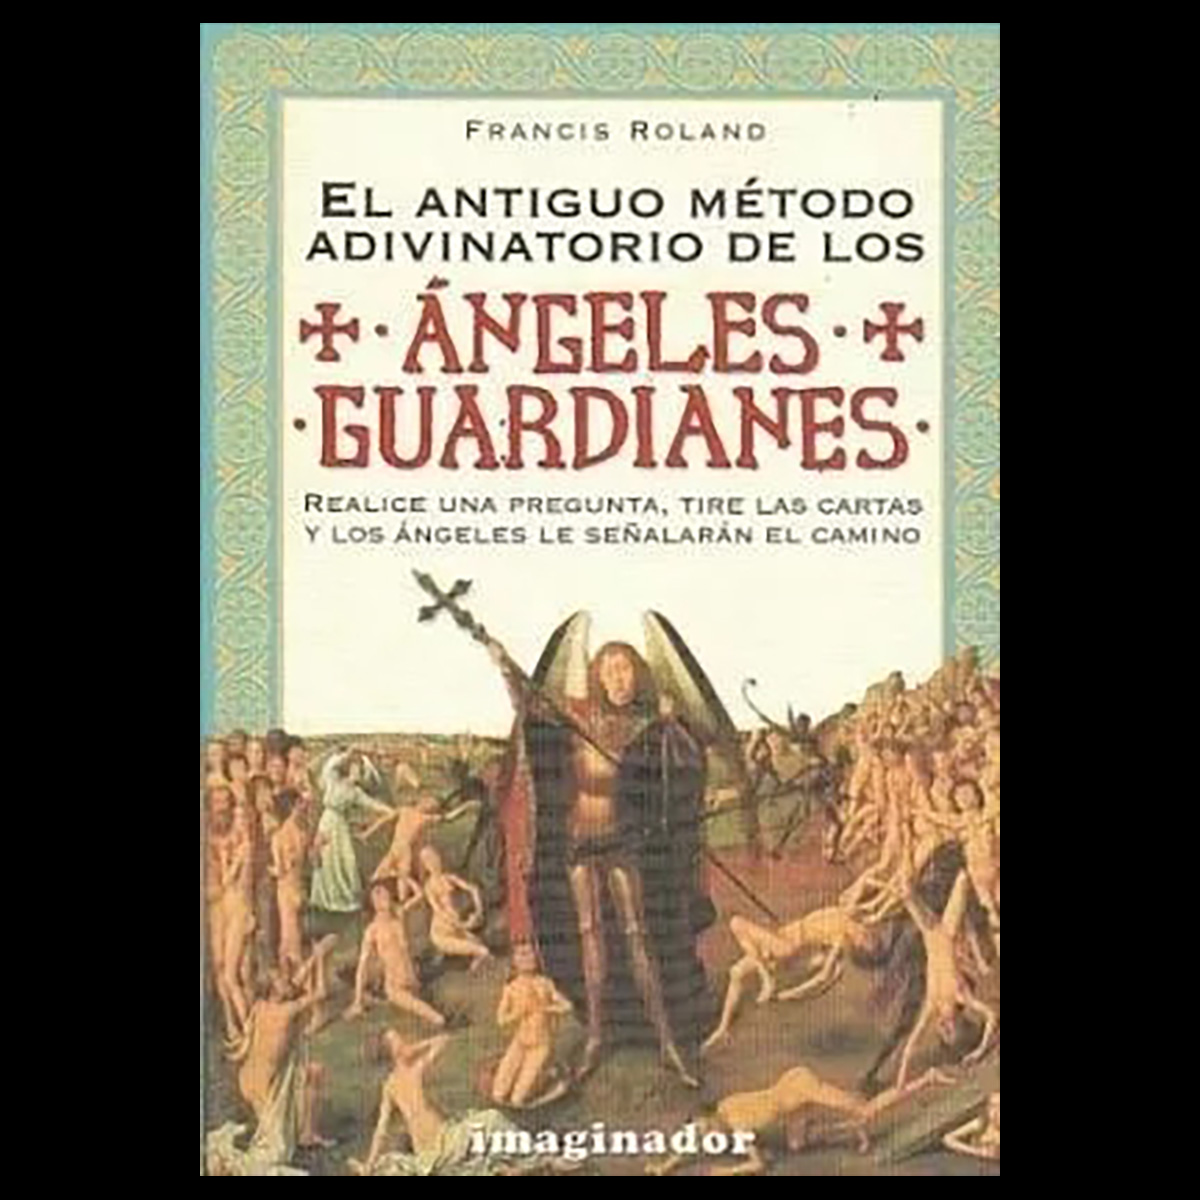 FRANCIS ROLAND
EL ANTIGUO MÉTODO
ADIVINATORIO DE LOS
ÁNGELES
GUARDIANES
REALICE UNA PREGUNTA, TIRE LAS CARTAS
Y LOS ÁNGELES LE SEÑALARÁN EL CAMINO
imaginador